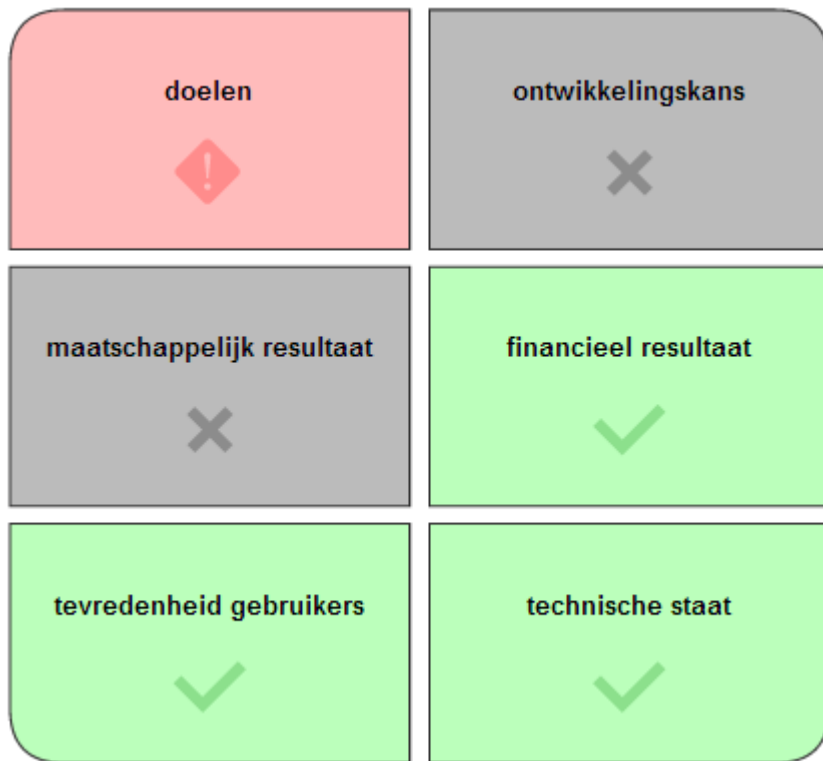 doelen
ontwikkelingskans
maatschappelijk resultaat
financieel resultaat
tevredenheid gebruikers
technische staat